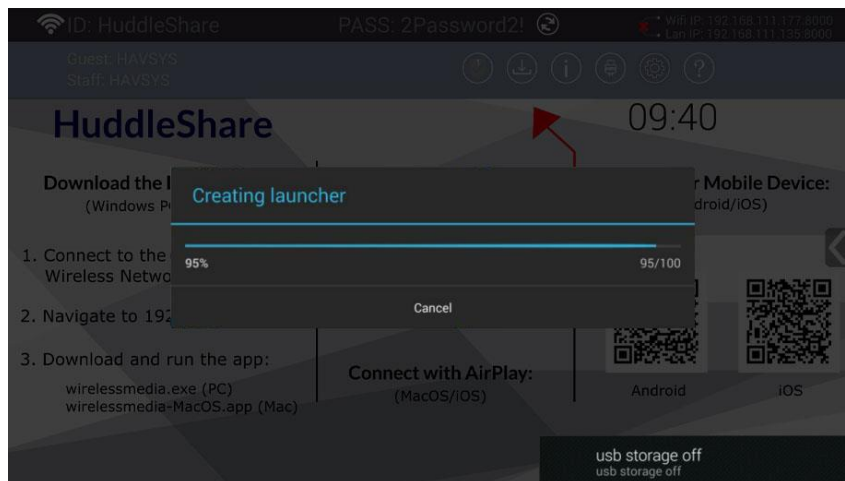 ID: HuddleShare
PASS: 2Password2!
Wifi IP: 192.168.111.177:8000
Lan IP: 192.168.111.135:8000
Guest: HAVSYS
Staff: HAVSYS
HuddleShare
09:40
Download the
(Windows
Mobile Device:
/iOS)
Creating launcher
95%
95/100
Cancel
1. Connect to the
Wireless
2. Navigate to
3. Download and run the app:
wirelessmedia.exe (PC)
wirelessmedia-MacOS.app (Mac)
Connect with AirPlay:
(MacOS/iOS)
Android
iOS
usb storage off
usb storage off